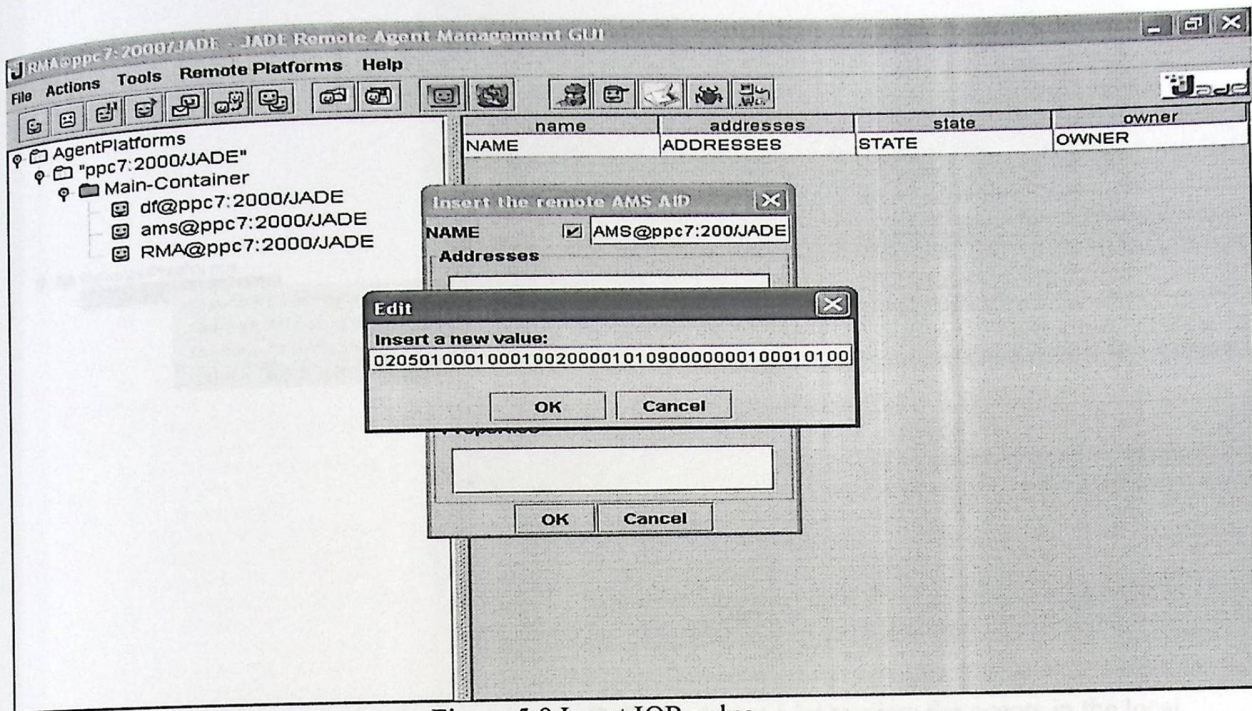 RMA@ppc7:2000/JADE - JADE Remote Agent Management GUI
File Actions Tools Remote Platforms Help
Jade
AgentPlatforms
"ppc7:2000/JADE"
Main-Container
df@ppc7:2000/JADE
ams@ppc7:2000/JADE
RMA@ppc7:2000/JADE
name addresses state owner
NAME ADDRESSES STATE OWNER
Insert the remote AMS AID
NAME AMS@ppc7:200/JADE
Addresses
Edit
Insert a new value:
020501000100010020000101090000000100010100
OK Cancel
Properties
OK Cancel